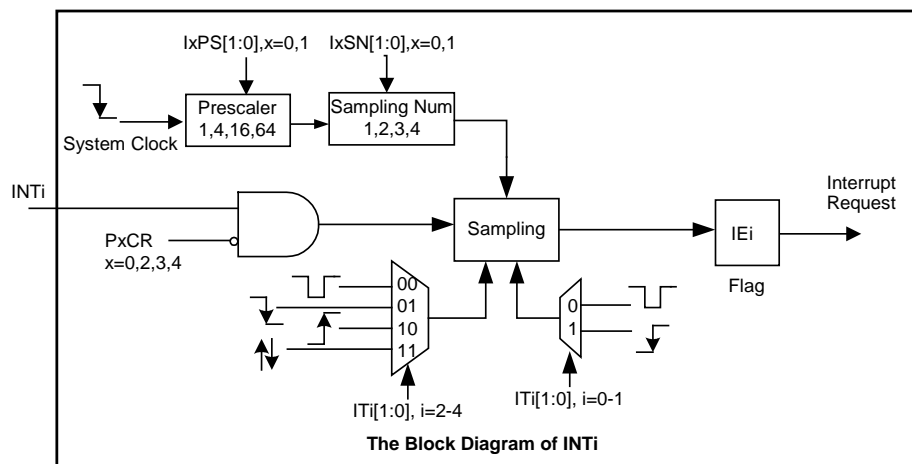 IxPS[1:0],x=0,1
IxSN[1:0],x=0,1
Prescaler
1,4,16,64
Sampling Num
1,2,3,4
System Clock
INTi
PxCR
x=0,2,3,4
Sampling
IEi
Flag
Interrupt
Request
00
01
10
11
0
1
ITi[1:0], i=2-4
ITi[1:0], i=0-1
The Block Diagram of INTi